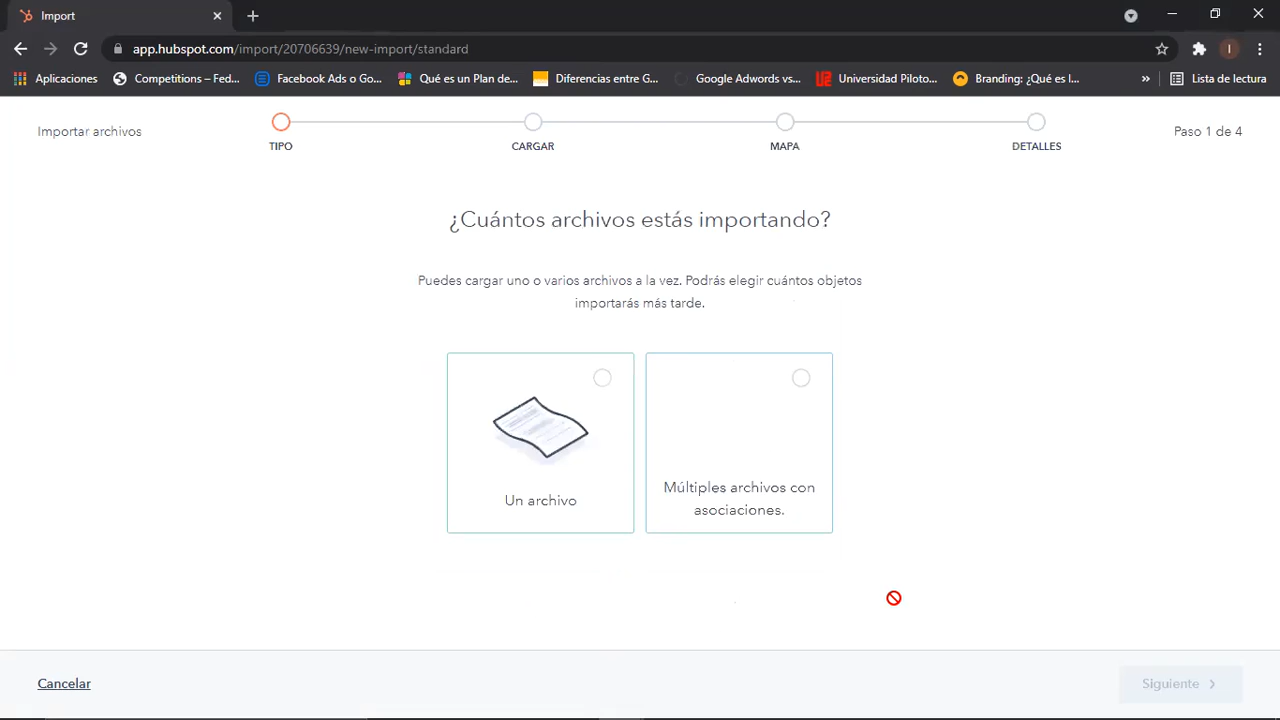 Import
app.hubspot.com/import/20706639/new-import/standard
Aplicaciones
Competitions – Fed...
Facebook Ads o Go...
Qué es un Plan de...
Diferencias entre G...
Google Adwords vs...
Universidad Piloto...
Branding: ¿Qué es l...
»
Lista de lectura
I
Importar archivos
TIPO
CARGAR
MAPA
DETALLES
Paso 1 de 4
¿Cuántos archivos estás importando?
Puedes cargar uno o varios archivos a la vez. Podrás elegir cuántos objetos
importarás más tarde.
Un archivo
Múltiples archivos con
asociaciones.
Cancelar
Siguiente